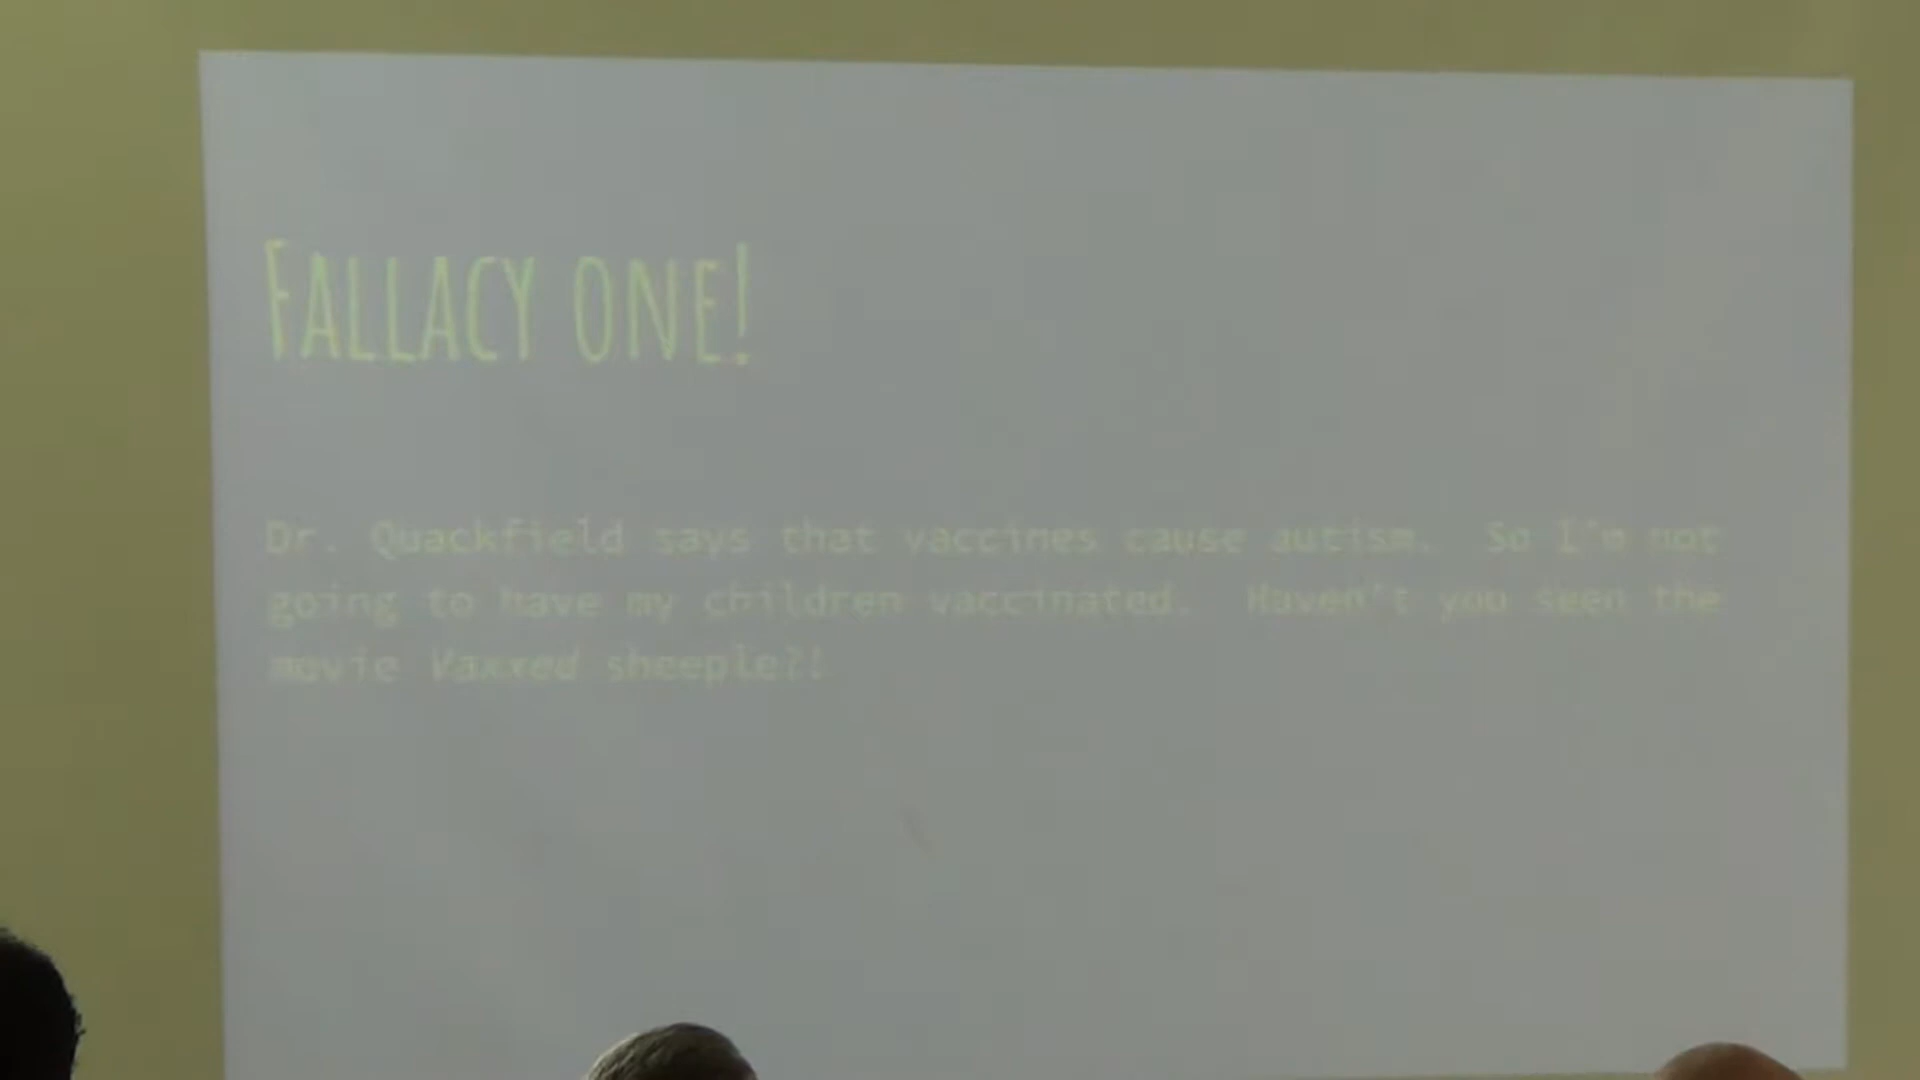 FALLACY ONE!
Dr. Quackfield says that vaccines cause autism. So I'm not
going to have my children vaccinated. Haven't you seen the
movie Vaxxed sheeple?!